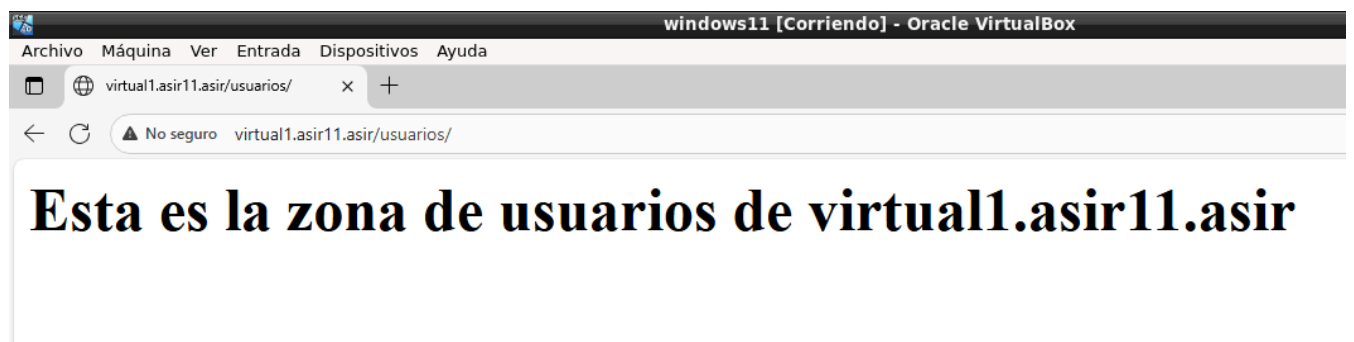 windows11 [Corriendo] - Oracle VirtualBox
Archivo Máquina Ver Entrada Dispositivos Ayuda
virtual1.asir11.asir/usuarios/
No seguro virtual1.asir11.asir/usuarios/
Esta es la zona de usuarios de virtual1.asir11.asir